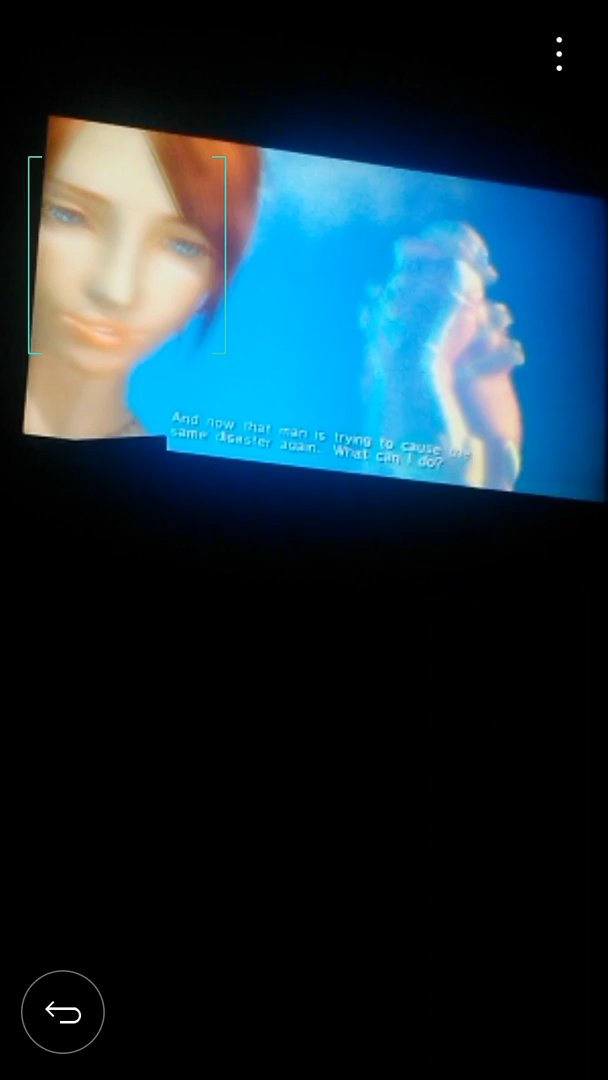 And now that man is trying to cause the
same disaster again. What can I do?